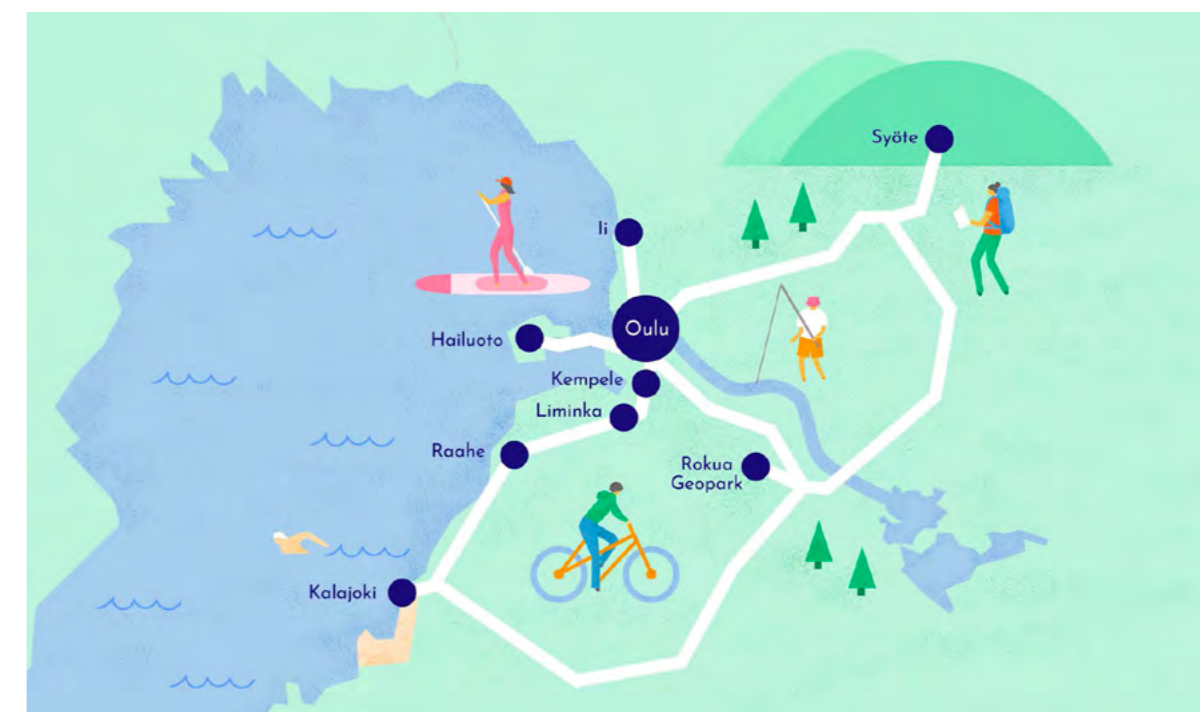 Syöte
Ii
Oulu
Hailuoto
Kempele
Liminka
Raahe
Rokua
Geopark
Kalajoki